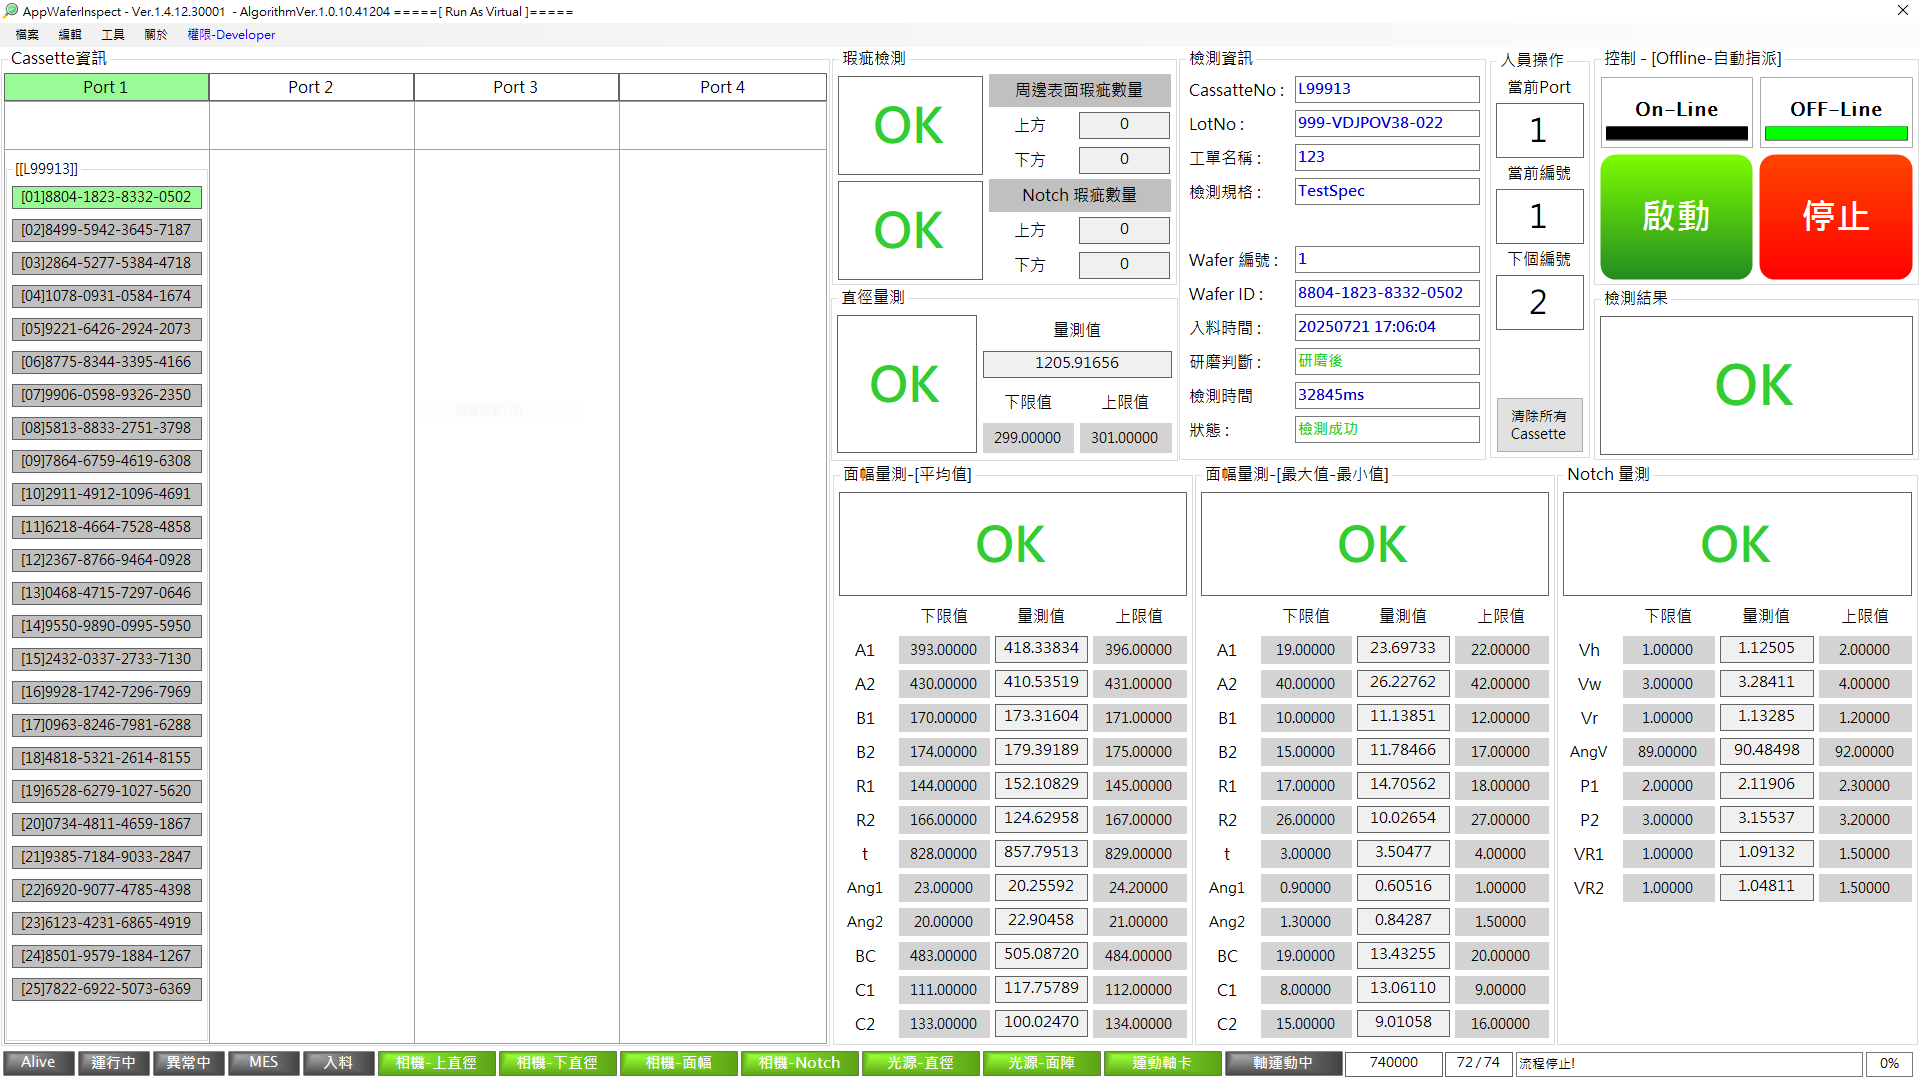 AppWaferInspect - Ver.1.4.12.30001  - AlgorithmVer.1.0.10.41204 =====[ Run As Virtual ]=====
檔案 編輯 工具 關於 權限-Developer
Cassette資訊
Port 1 Port 2 Port 3 Port 4
[[L99913]]
[01]8804-1823-8332-0502
[02]8499-5942-3645-7187
[03]2864-5277-5384-4718
[04]1078-0931-0584-1674
[05]9221-6426-2924-2073
[06]8775-8344-3395-4166
[07]9906-0598-9326-2350
[08]5813-8833-2751-3798
[09]7864-6759-4619-6308
[10]2911-4912-1096-4691
[11]6218-4664-7528-4858
[12]2367-8766-9464-0928
[13]0468-4715-7297-0646
[14]9550-9890-0995-5950
[15]2432-0337-2733-7130
[16]9928-1742-7296-7969
[17]0963-8246-7981-6288
[18]4818-5321-2614-8155
[19]6528-6279-1027-5620
[20]0734-4811-4659-1867
[21]9385-7184-9033-2847
[22]6920-9077-4785-4398
[23]6123-4231-6865-4919
[24]8501-9579-1884-1267
[25]7822-6922-5073-6369
瑕疵檢測
OK
周邊表面瑕疵數量
上方 0
下方 0
OK
Notch 瑕疵數量
上方 0
下方 0
直徑量測
OK
量測值
1205.91656
下限值 上限值
299.00000 301.00000
檢測資訊
CassatteNo : L99913
LotNo : 999-VDJPOV38-022
工單名稱 : 123
檢測規格 : TestSpec
Wafer 編號 : 1
Wafer ID : 8804-1823-8332-0502
入料時間 : 20250721 17:06:04
研磨判斷 : 研磨後
檢測時間 32845ms
狀態 : 檢測成功
人員操作
當前Port
1
當前編號
1
下個編號
2
清除所有
Cassette
控制 - [Offline-自動指派]
On-Line OFF-Line
啟動 停止
檢測結果
OK
面幅量測-[平均值]
OK
下限值 量測值 上限值
A1 393.00000 418.33834 396.00000
A2 430.00000 410.53519 431.00000
B1 170.00000 173.31604 171.00000
B2 174.00000 179.39189 175.00000
R1 144.00000 152.10829 145.00000
R2 166.00000 124.62958 167.00000
t 828.00000 857.79513 829.00000
Ang1 23.00000 20.25592 24.20000
Ang2 20.00000 22.90458 21.00000
BC 483.00000 505.08720 484.00000
C1 111.00000 117.75789 112.00000
C2 133.00000 100.02470 134.00000
面幅量測-[最大值-最小值]
OK
下限值 量測值 上限值
A1 19.00000 23.69733 22.00000
A2 40.00000 26.22762 42.00000
B1 10.00000 11.13851 12.00000
B2 15.00000 11.78466 17.00000
R1 17.00000 14.70562 18.00000
R2 26.00000 10.02654 27.00000
t 3.00000 3.50477 4.00000
Ang1 0.90000 0.60516 1.00000
Ang2 1.30000 0.84287 1.50000
BC 19.00000 13.43255 20.00000
C1 8.00000 13.06110 9.00000
C2 15.00000 9.01058 16.00000
Notch 量測
OK
下限值 量測值 上限值
Vh 1.00000 1.12505 2.00000
Vw 3.00000 3.28411 4.00000
Vr 1.00000 1.13285 1.20000
AngV 89.00000 90.48498 92.00000
P1 2.00000 2.11906 2.30000
P2 3.00000 3.15537 3.20000
VR1 1.00000 1.09132 1.50000
VR2 1.00000 1.04811 1.50000
Alive 運行中 異常中 MES 入料 相機-上直徑 相機-下直徑 相機-面幅 相機-Notch 光源-直徑 光源-面陣 運動軸卡 軸運動中 740000 72 / 74 流程停止! 0%